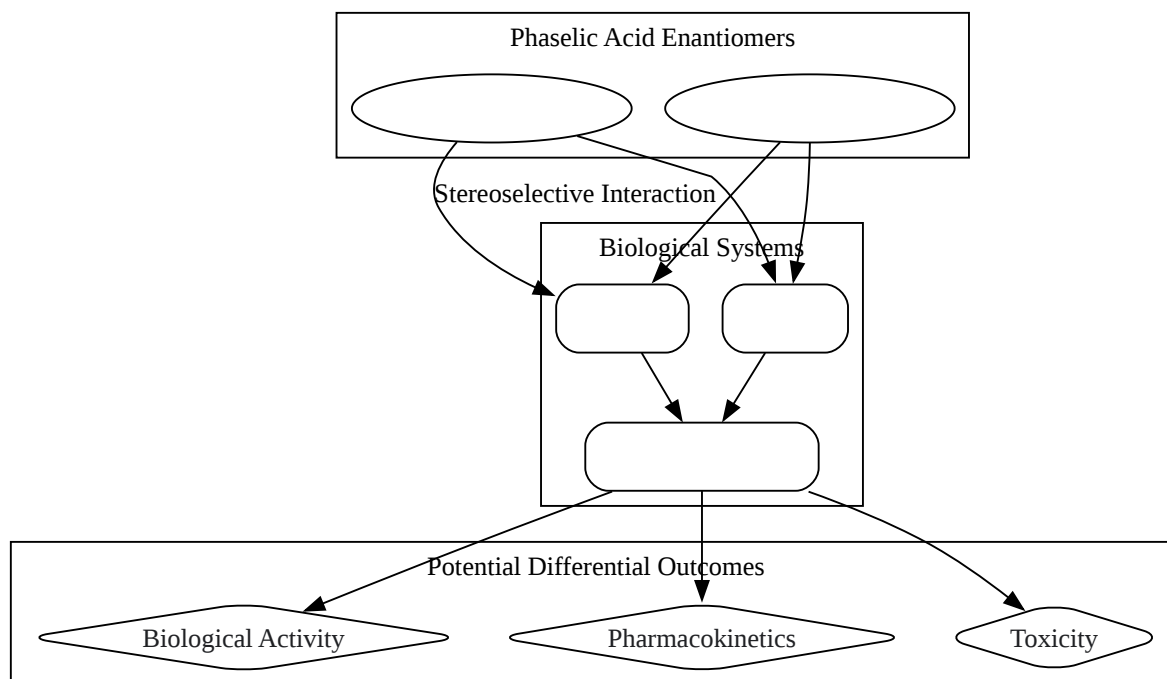 Phaselic Acid Enantiomers
Stereoselective Interaction
Biological Systems
Potential Differential Outcomes
Biological Activity
Pharmacokinetics
Toxicity